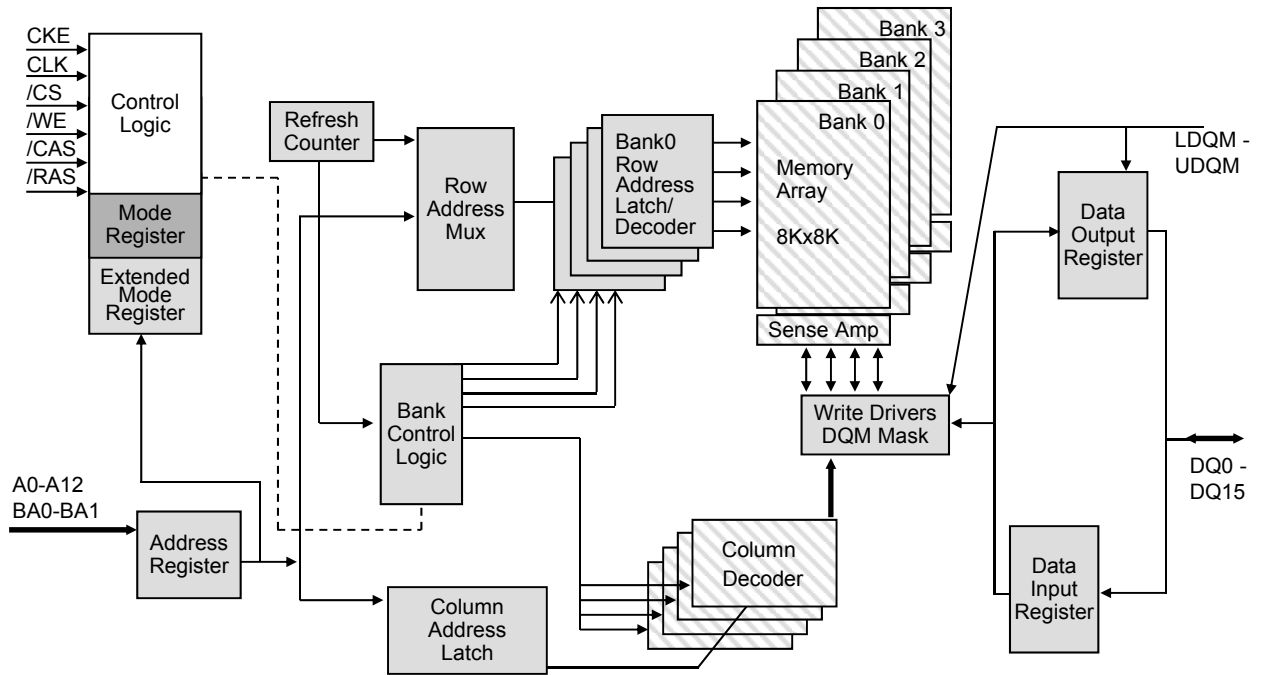 CKE
CLK
/CS
/WE
/CAS
/RAS
Control
Logic
Mode
Register
Extended
Mode
Register
Refresh
Counter
Row
Address
Mux
Bank0
Row
Address
Latch/
Decoder
Bank 3
Bank 2
Bank 1
Bank 0
Memory
Array
8Kx8K
Sense Amp
LDQM -
UDQM
Data
Output
Register
Bank
Control
Logic
Write Drivers
DQM Mask
DQ0 -
DQ15
A0-A12
BA0-BA1
Address
Register
Column
Address
Latch
Column
Decoder
Data
Input
Register